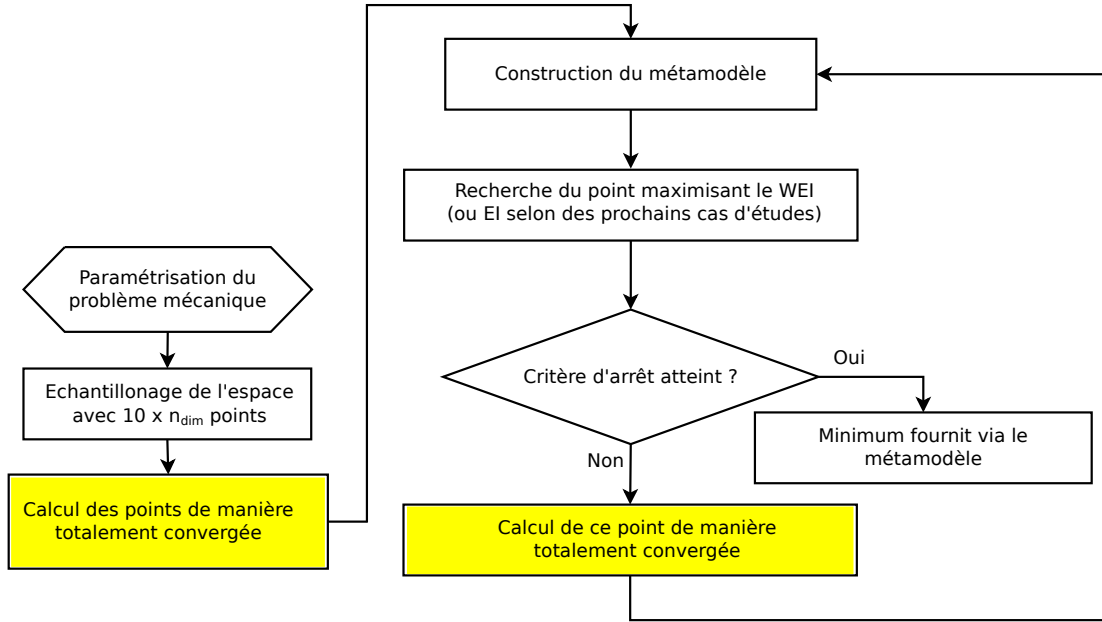 Paramétrisation du
problème mécanique
Echantillonage de l'espace
avec 10 x n_dim points
Calcul des points de manière
totalement convergée
Construction du métamodèle
Recherche du point maximisant le WEI
(ou EI selon des prochains cas d'études)
Critère d'arrêt atteint ?
Oui
Minimum fournit via le
métamodèle
Non
Calcul de ce point de manière
totalement convergée